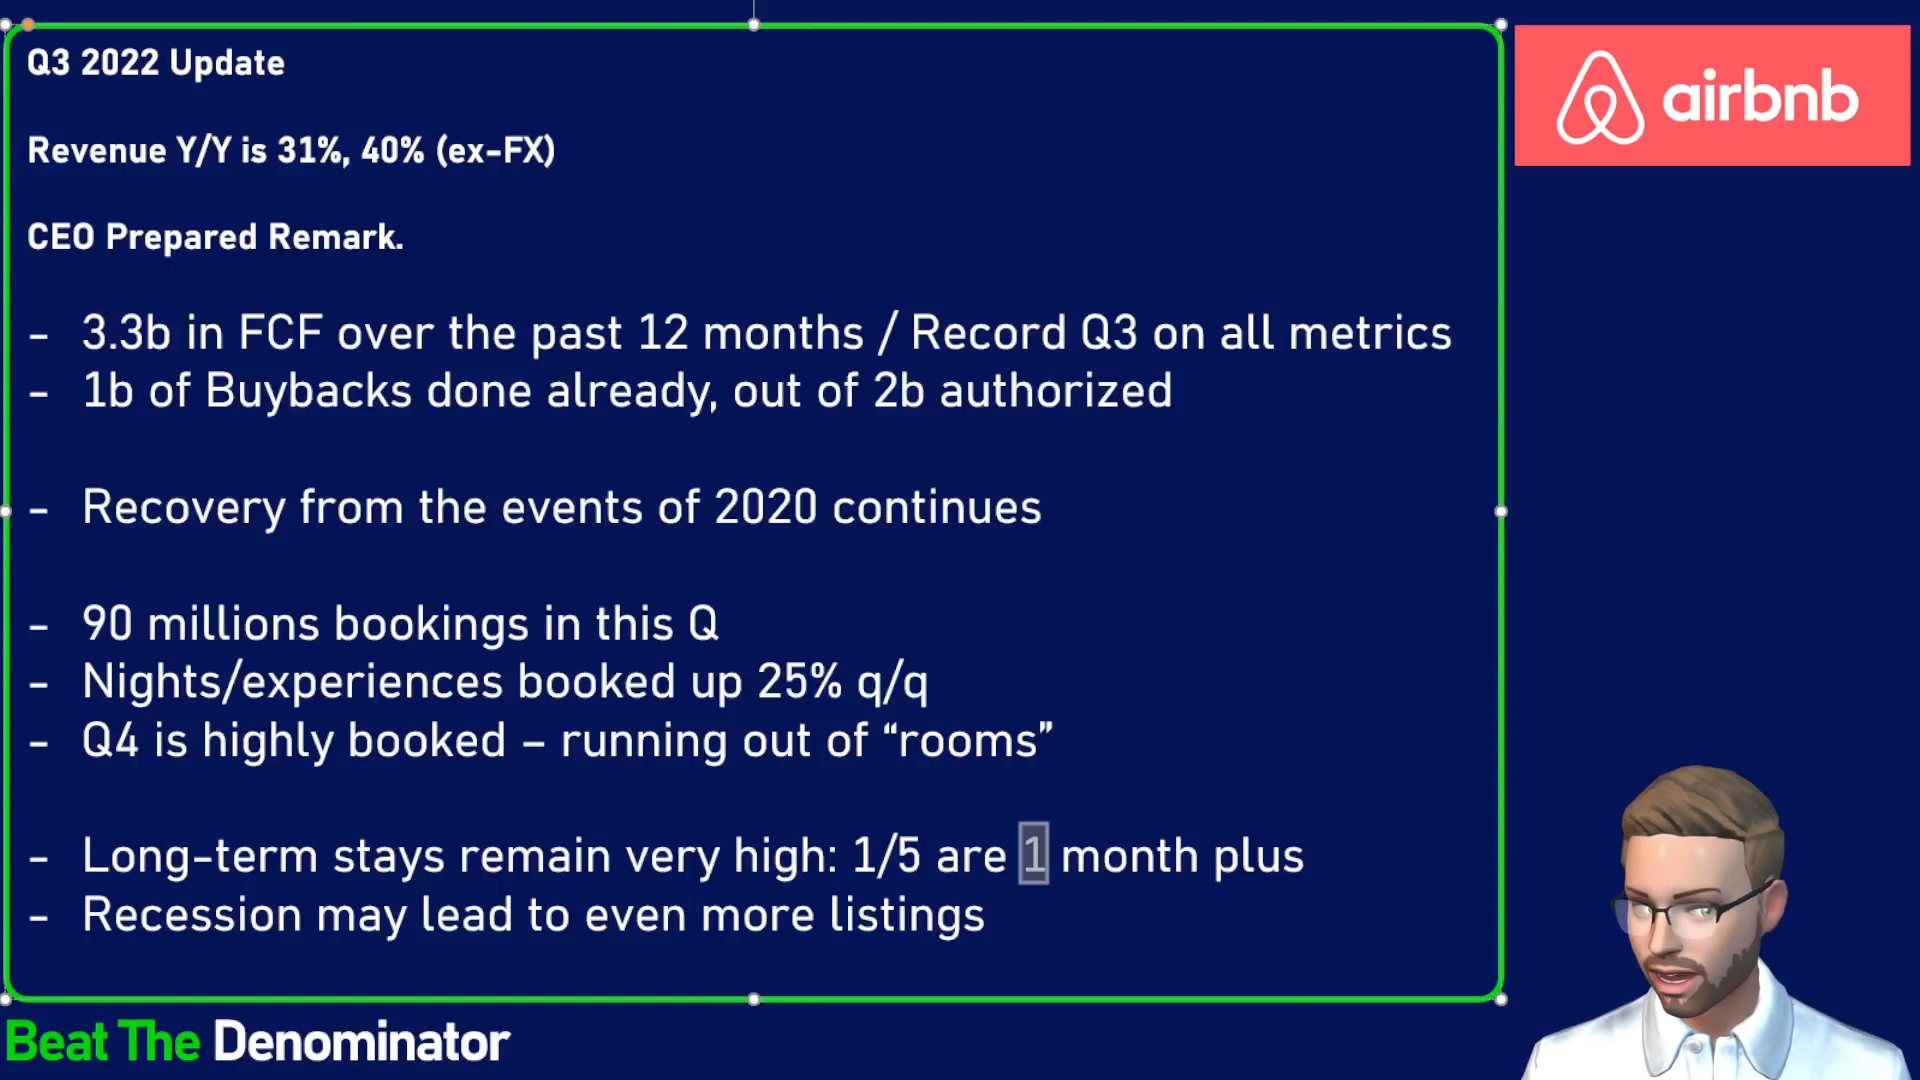 Q3 2022 Update
airbnb
Revenue Y/Y is 31%, 40% (ex-FX)
CEO Prepared Remark.
- 3.3b in FCF over the past 12 months / Record Q3 on all metrics
- 1b of Buybacks done already, out of 2b authorized
- Recovery from the events of 2020 continues
- 90 millions bookings in this Q
- Nights/experiences booked up 25% q/q
- Q4 is highly booked – running out of “rooms”
- Long-term stays remain very high: 1/5 are 1 month plus
- Recession may lead to even more listings
Beat The Denominator